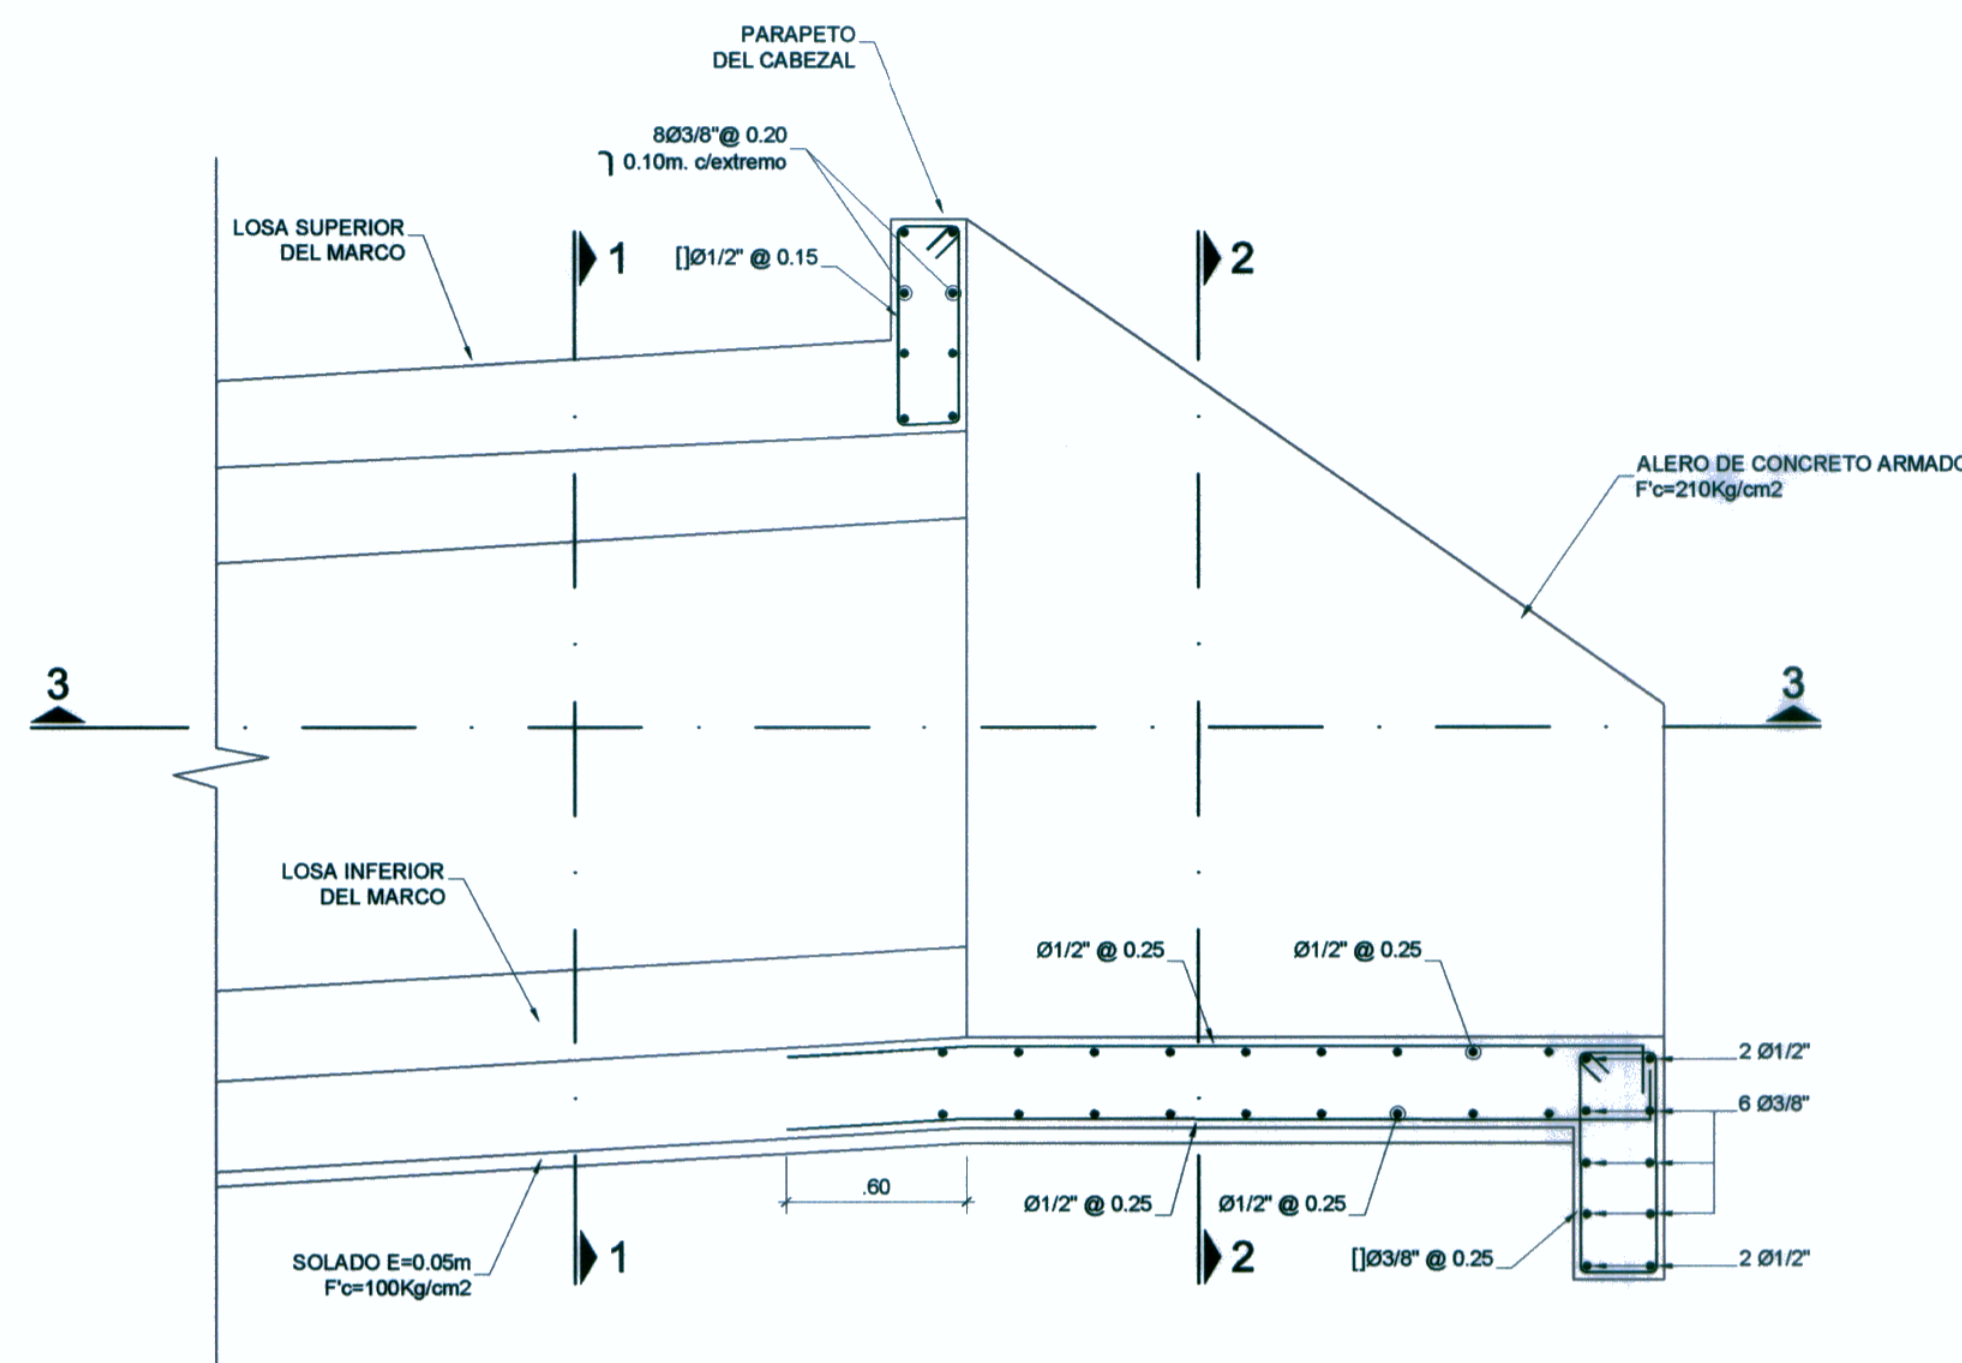 PARAPETO
DEL CABEZAL
8Ø3/8"@ 0.20
0.10m. c/extremo
LOSA SUPERIOR
DEL MARCO
[]Ø1/2" @ 0.15
1
2
ALERO DE CONCRETO ARMADO
F'c=210Kg/cm2
3
3
LOSA INFERIOR
DEL MARCO
Ø1/2" @ 0.25
Ø1/2" @ 0.25
2 Ø1/2"
6 Ø3/8"
.60
Ø1/2" @ 0.25
Ø1/2" @ 0.25
SOLADO E=0.05m
F'c=100Kg/cm2
1
2
[]Ø3/8" @ 0.25
2 Ø1/2"